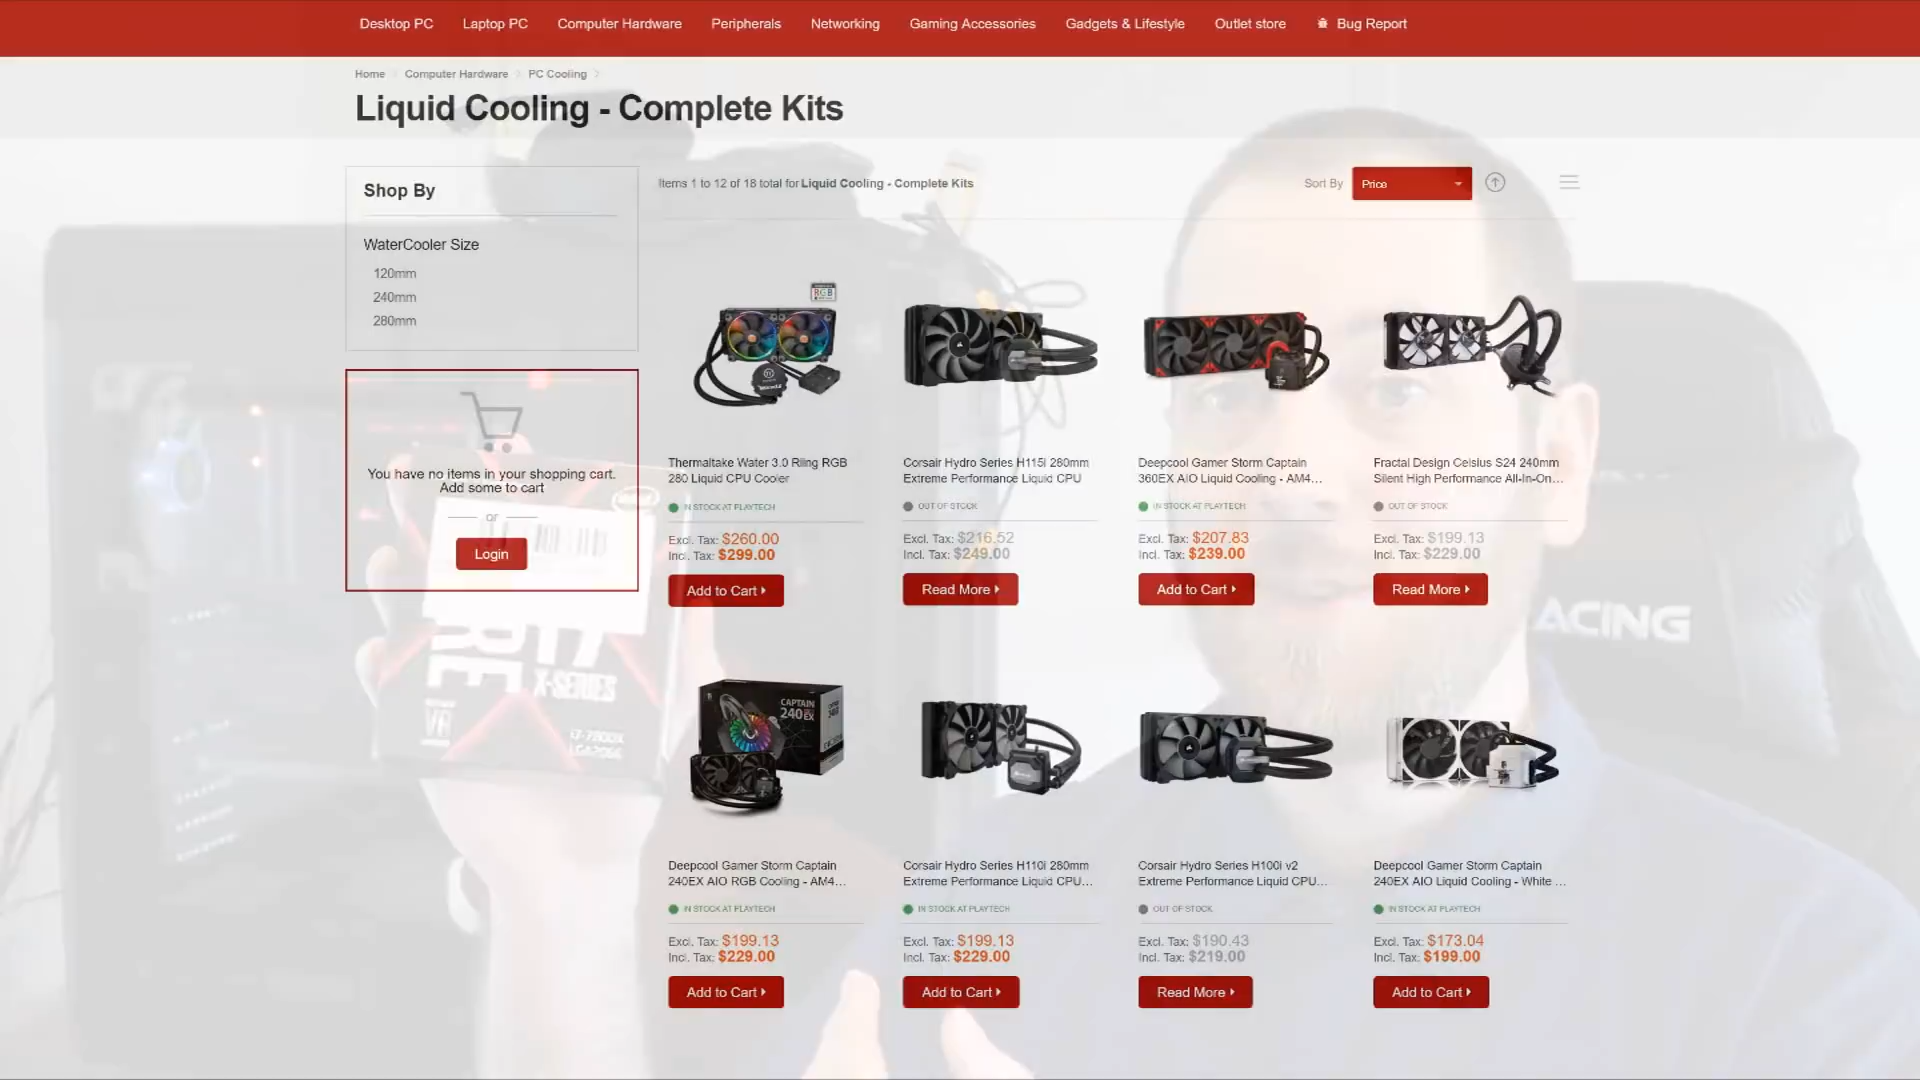 Desktop PC Laptop PC Computer Hardware Peripherals Networking Gaming Accessories Gadgets & Lifestyle Outlet store Bug Report
Home Computer Hardware PC Cooling
Liquid Cooling - Complete Kits
Shop By
WaterCooler Size
120mm
240mm
280mm
Items 1 to 12 of 18 total for Liquid Cooling - Complete Kits
Sort By Price
You have no items in your shopping cart.
Add some to cart
or
Login
RGB
Thermaltake Water 3.0 Riing RGB
280 Liquid CPU Cooler
IN STOCK AT PLAYTECH
Excl. Tax: $260.00
Incl. Tax: $299.00
Add to Cart
Corsair Hydro Series H115i 280mm
Extreme Performance Liquid CPU
OUT OF STOCK
Excl. Tax: $216.52
Incl. Tax: $249.00
Read More
Deepcool Gamer Storm Captain
360EX AIO Liquid Cooling - AM4...
IN STOCK AT PLAYTECH
Excl. Tax: $207.83
Incl. Tax: $239.00
Add to Cart
Fractal Design Celsius S24 240mm
Silent High Performance All-In-On...
OUT OF STOCK
Excl. Tax: $199.13
Incl. Tax: $229.00
Read More
ACING
X-SERIES
i7-7800X
CAPTAIN
240 EX
Deepcool Gamer Storm Captain
240EX AIO RGB Cooling - AM4...
IN STOCK AT PLAYTECH
Excl. Tax: $199.13
Incl. Tax: $229.00
Add to Cart
Corsair Hydro Series H110i 280mm
Extreme Performance Liquid CPU...
IN STOCK AT PLAYTECH
Excl. Tax: $199.13
Incl. Tax: $229.00
Add to Cart
Corsair Hydro Series H100i v2
Extreme Performance Liquid CPU...
OUT OF STOCK
Excl. Tax: $190.43
Incl. Tax: $219.00
Read More
Deepcool Gamer Storm Captain
240EX AIO Liquid Cooling - White ...
IN STOCK AT PLAYTECH
Excl. Tax: $173.04
Incl. Tax: $199.00
Add to Cart